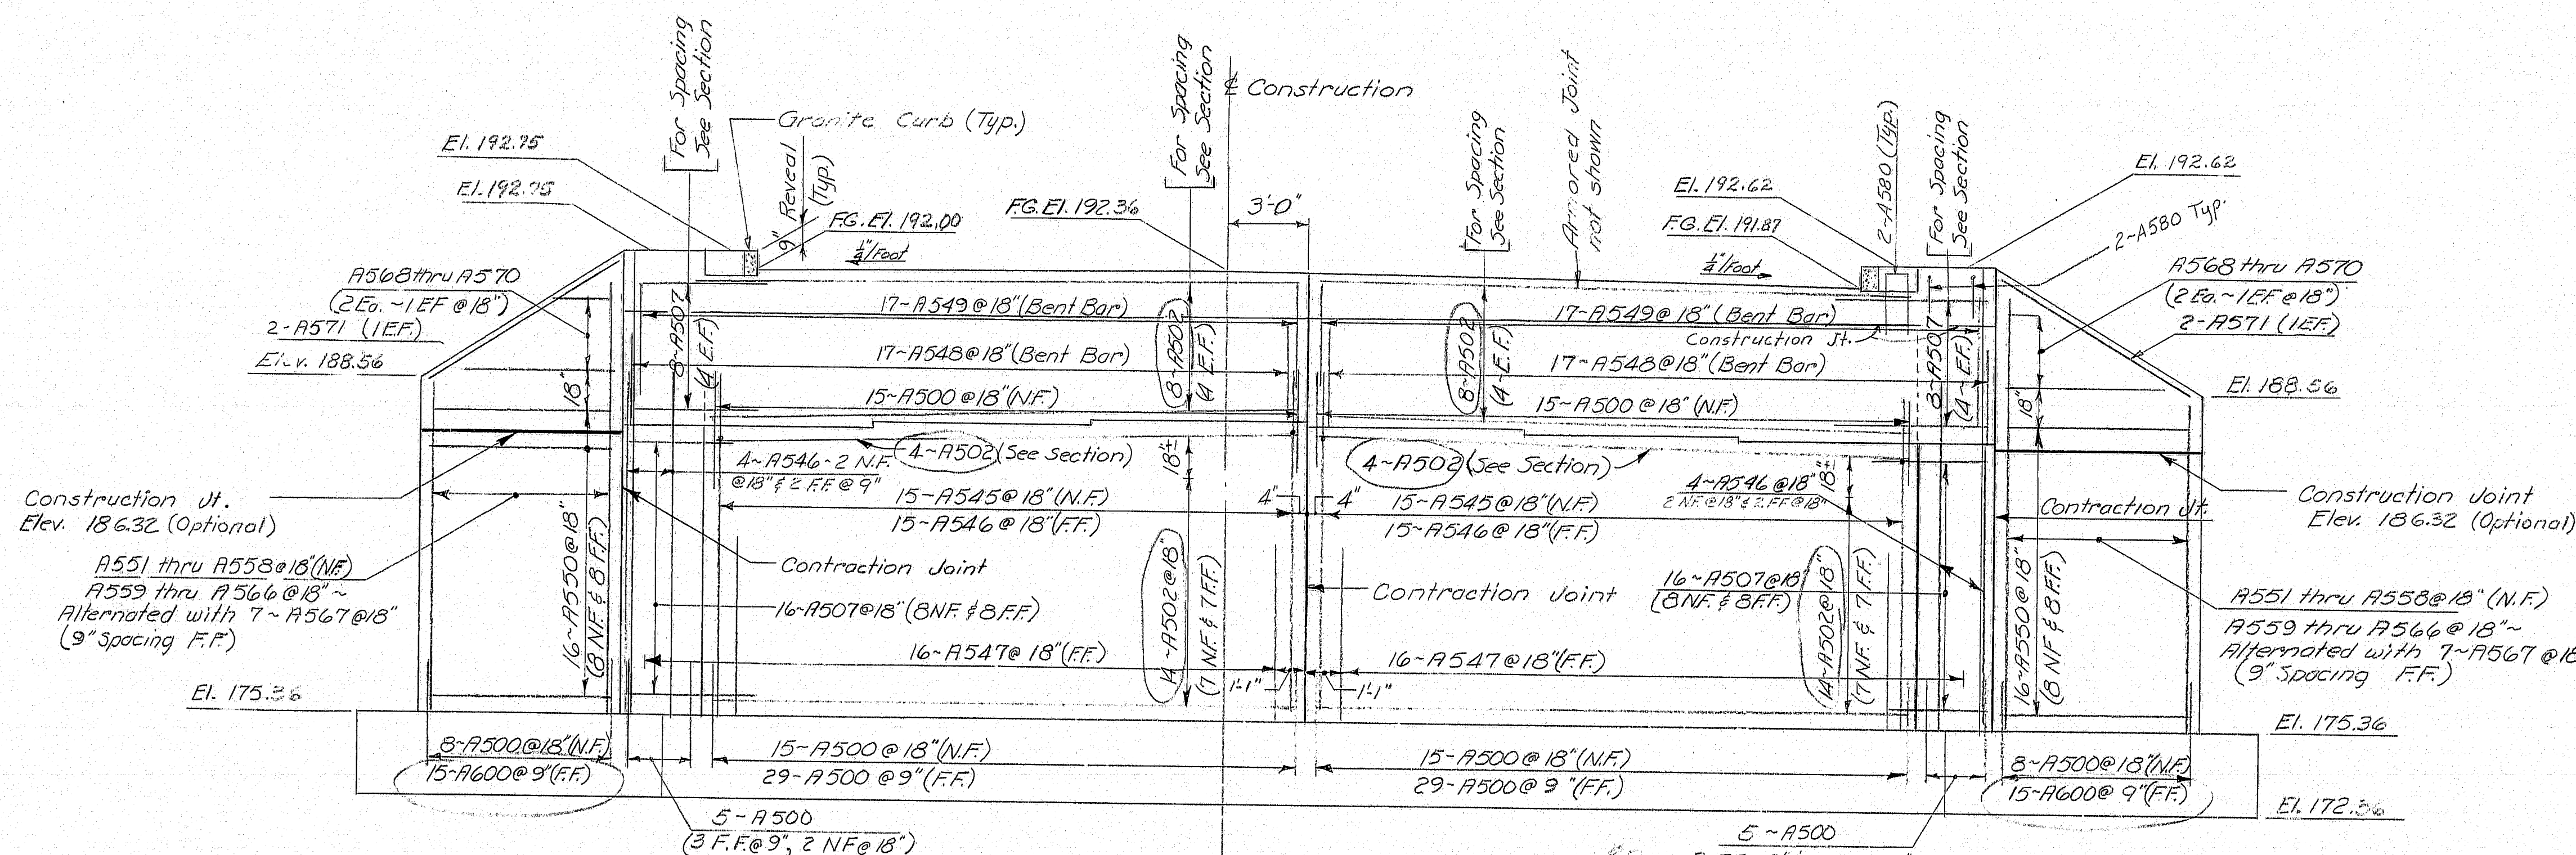 For Spacing
See Section
For Spacing
See Section
℄ Construction
Granite Curb (Typ.)
For Spacing
See Section
Armored Joint
not shown
2-A580 (Typ.)
For Spacing
See Section
El. 192.75
El. 192.75
9" Reveal
(Typ.)
F.G. El. 192.00
F.G. El. 192.36
3'-0"
El. 192.62
F.G. El. 191.87
El. 192.62
2-A580 Typ.
¼"/Foot
¼"/Foot
A568 thru A570
(2 Ea. ~ 1 EF @ 18")
2-A571 (1 E.F.)
Elev. 188.56
18"
8-A507
(4 E.F.)
17~A549 @ 18" (Bent Bar)
17~A548 @ 18" (Bent Bar)
15~A500 @ 18" (N.F.)
8~A502
(4 E.F.)
8~A502
(4-E.F.)
17-A549 @ 18" (Bent Bar)
Construction Jt.
17-A548 @ 18" (Bent Bar)
15~A500 @ 18" (N.F.)
8-A507
(4~E.F.)
A568 thru A570
(2 Ea. ~ 1 EF @ 18")
2-A571 (1 E.F.)
El. 188.56
18"
4~A502 (See Section)
4~A546~2 N.F.
@ 18" & 2 F.F. @ 9"
18"±
4~A502 (See Section)
4~A546 @ 18"
2 N.F. @ 18" & 2 F.F. @ 18"
18"±
Construction Jt.
Elev. 186.32 (Optional)
15~A545 @ 18" (N.F.)
15~A546 @ 18" (F.F.)
4"
4"
15~A545 @ 18" (N.F.)
15~A546 @ 18" (F.F.)
Contraction Jt.
Construction Joint
Elev. 186.32 (Optional)
A551 thru A558 @ 18" (N.F.)
A559 thru A566 @ 18" ~
Alternated with 7~A567 @ 18"
(9" Spacing F.F.)
16~A550 @ 18"
(8 N.F. & 8 F.F.)
Contraction Joint
16-A507 @ 18" (8 N.F. & 8 F.F.)
14~A502 @ 18"
(7 N.F. & 7 F.F.)
Contraction Joint
16~A507 @ 18"
(8 N.F. & 8 F.F.)
14~A502 @ 18"
(7 N.F. & 7 F.F.)
16~A550 @ 18"
(8 N.F. & 8 F.F.)
A551 thru A558 @ 18" (N.F.)
A559 thru A566 @ 18" ~
Alternated with 7~A567 @ 18
(9" Spacing F.F.)
16~A547 @ 18" (F.F.)
1'-1"
1'-1"
16~A547 @ 18" (F.F.)
El. 175.36
El. 175.36
8~A500 @ 18" (N.F.)
15~A600 @ 9" (F.F.)
15~A500 @ 18" (N.F.)
29-A500 @ 9" (F.F.)
15~A500 @ 18" (N.F.)
29-A500 @ 9" (F.F.)
8~A500 @ 18" (N.F.)
15~A600 @ 9" (F.F.)
El. 172.36
5~A500
(3 F.F. @ 9", 2 N.F. @ 18")
5~A500